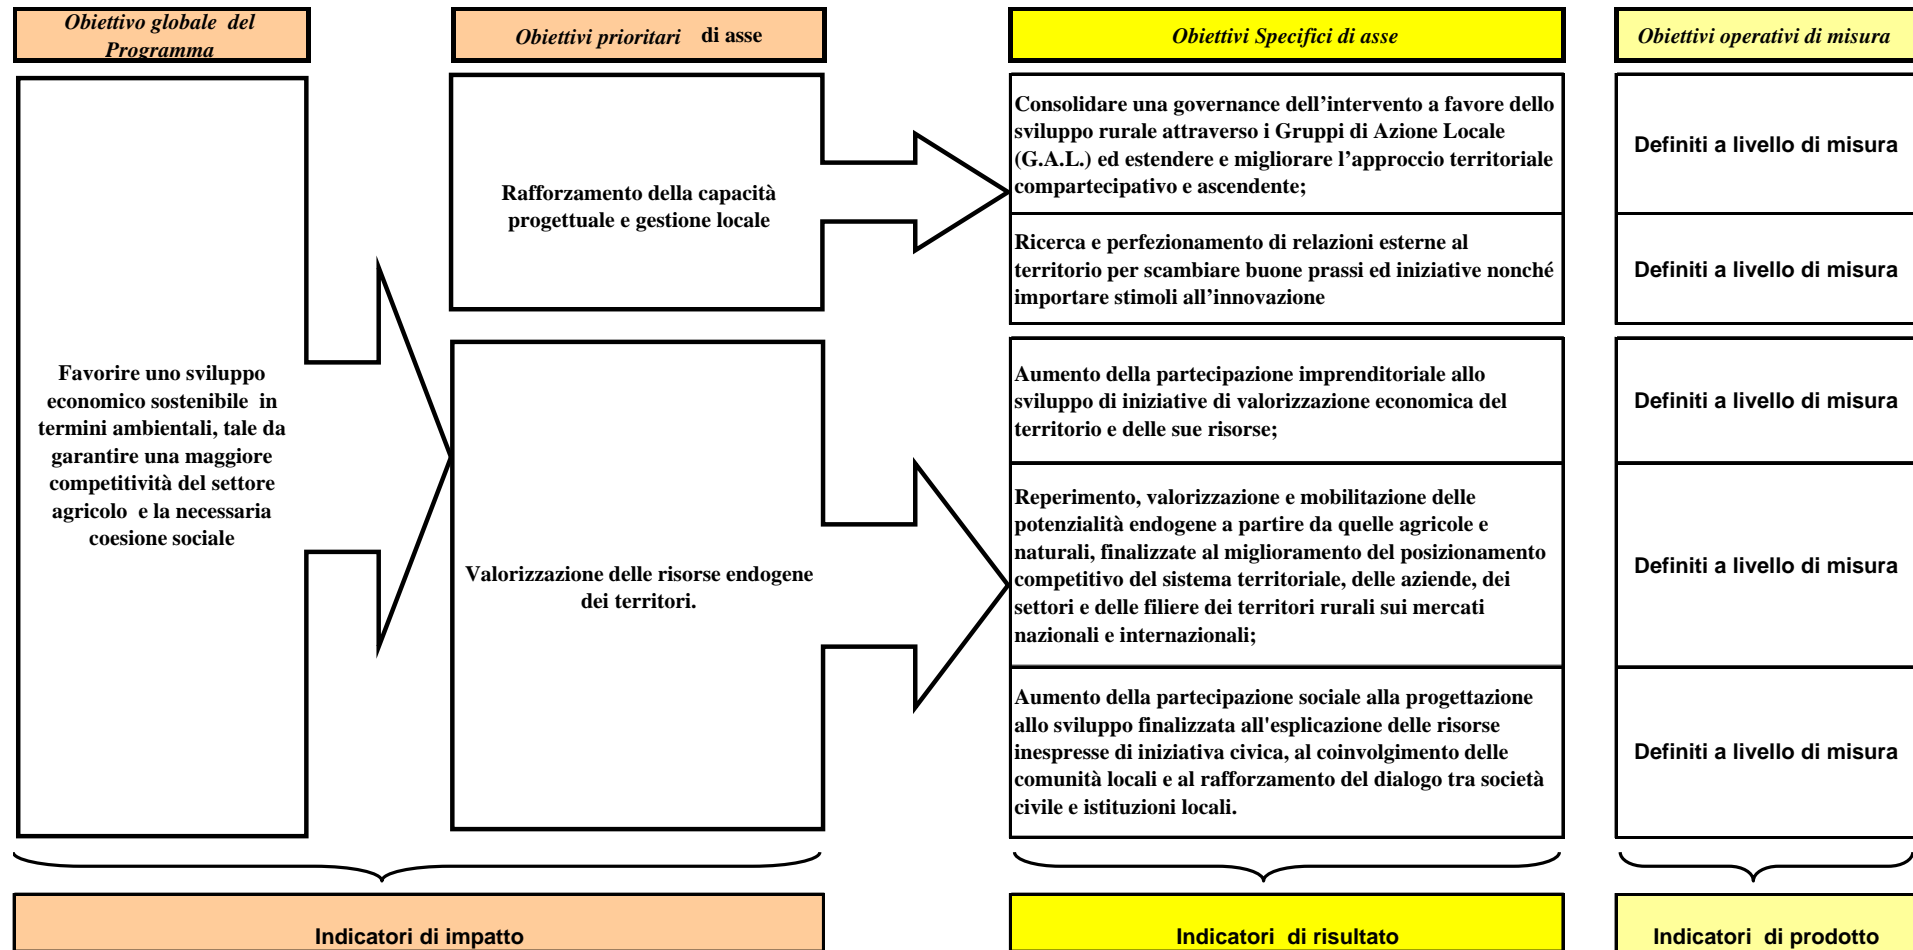 Obiettivo globale del
Programma
Obiettivi prioritari di asse
Obiettivi Specifici di asse
Obiettivi operativi di misura
Favorire uno sviluppo
economico sostenibile in
termini ambientali, tale da
garantire una maggiore
competitività del settore
agricolo e la necessaria
coesione sociale
Rafforzamento della capacità
progettuale e gestione locale
Consolidare una governance dell’intervento a favore dello
sviluppo rurale attraverso i Gruppi di Azione Locale
(G.A.L.) ed estendere e migliorare l’approccio territoriale
compartecipativo e ascendente;
Definiti a livello di misura
Ricerca e perfezionamento di relazioni esterne al
territorio per scambiare buone prassi ed iniziative nonché
importare stimoli all’innovazione
Definiti a livello di misura
Valorizzazione delle risorse endogene
dei territori.
Aumento della partecipazione imprenditoriale allo
sviluppo di iniziative di valorizzazione economica del
territorio e delle sue risorse;
Definiti a livello di misura
Reperimento, valorizzazione e mobilitazione delle
potenzialità endogene a partire da quelle agricole e
naturali, finalizzate al miglioramento del posizionamento
competitivo del sistema territoriale, delle aziende, dei
settori e delle filiere dei territori rurali sui mercati
nazionali e internazionali;
Definiti a livello di misura
Aumento della partecipazione sociale alla progettazione
allo sviluppo finalizzata all'esplicazione delle risorse
inespresse di iniziativa civica, al coinvolgimento delle
comunità locali e al rafforzamento del dialogo tra società
civile e istituzioni locali.
Definiti a livello di misura
Indicatori di impatto
Indicatori di risultato
Indicatori di prodotto